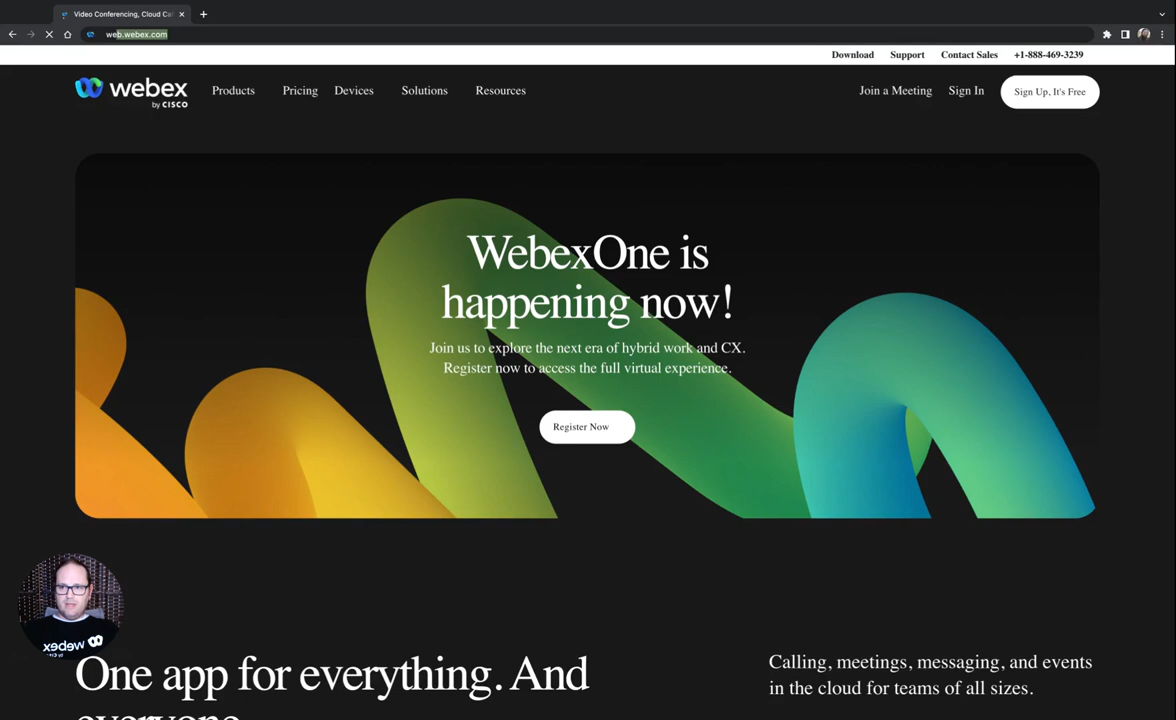 Video Conferencing, Cloud Ca
web.webex.com
Download Support Contact Sales +1-888-469-3239
webex
by CISCO
Products Pricing Devices Solutions Resources
Join a Meeting Sign In Sign Up, It's Free
WebexOne is
happening now!
Join us to explore the next era of hybrid work and CX.
Register now to access the full virtual experience.
Register Now
webex
One app for everything. And
everyone
Calling, meetings, messaging, and events
in the cloud for teams of all sizes.